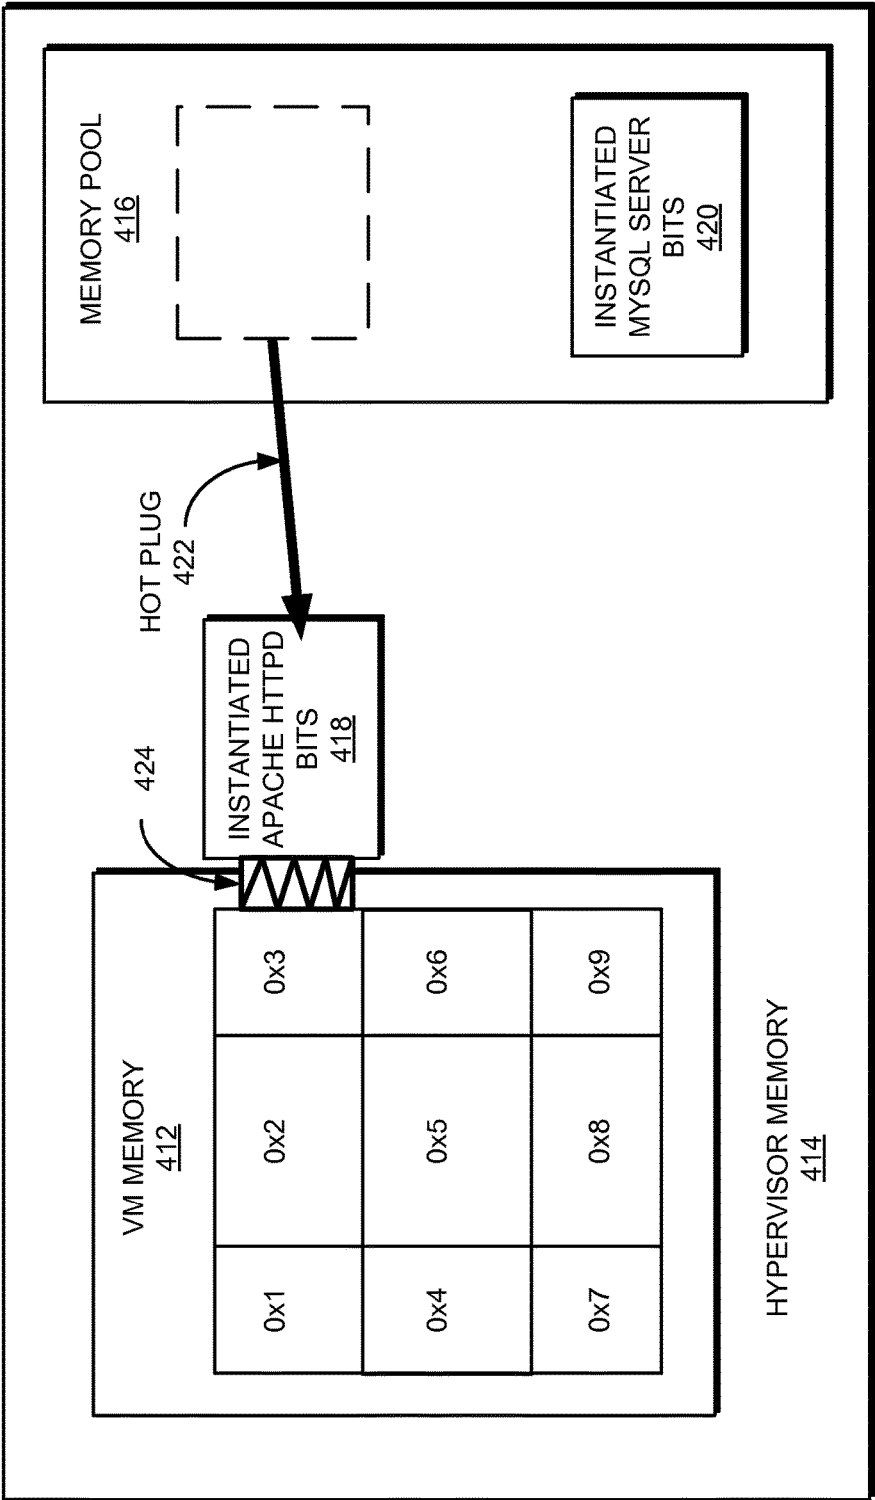 VM MEMORY
412
0x1
0x2
0x3
0x4
0x5
0x6
0x7
0x8
0x9
424
INSTANTIATED
APACHE HTTPD
BITS
418
HOT PLUG
422
MEMORY POOL
416
INSTANTIATED
MYSQL SERVER
BITS
420
HYPERVISOR MEMORY
414